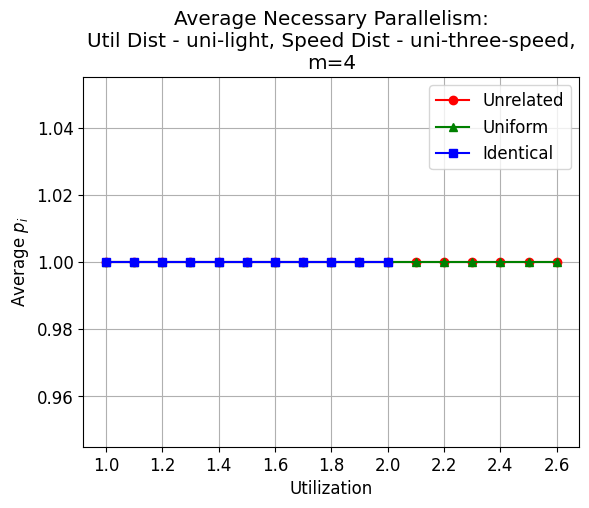 Average Necessary Parallelism:
Util Dist - uni-light, Speed Dist - uni-three-speed,
m=4
Unrelated
Uniform
Identical
1.04
1.02
1.00
0.98
0.96
Average p_i
1.0 1.2 1.4 1.6 1.8 2.0 2.2 2.4 2.6
Utilization